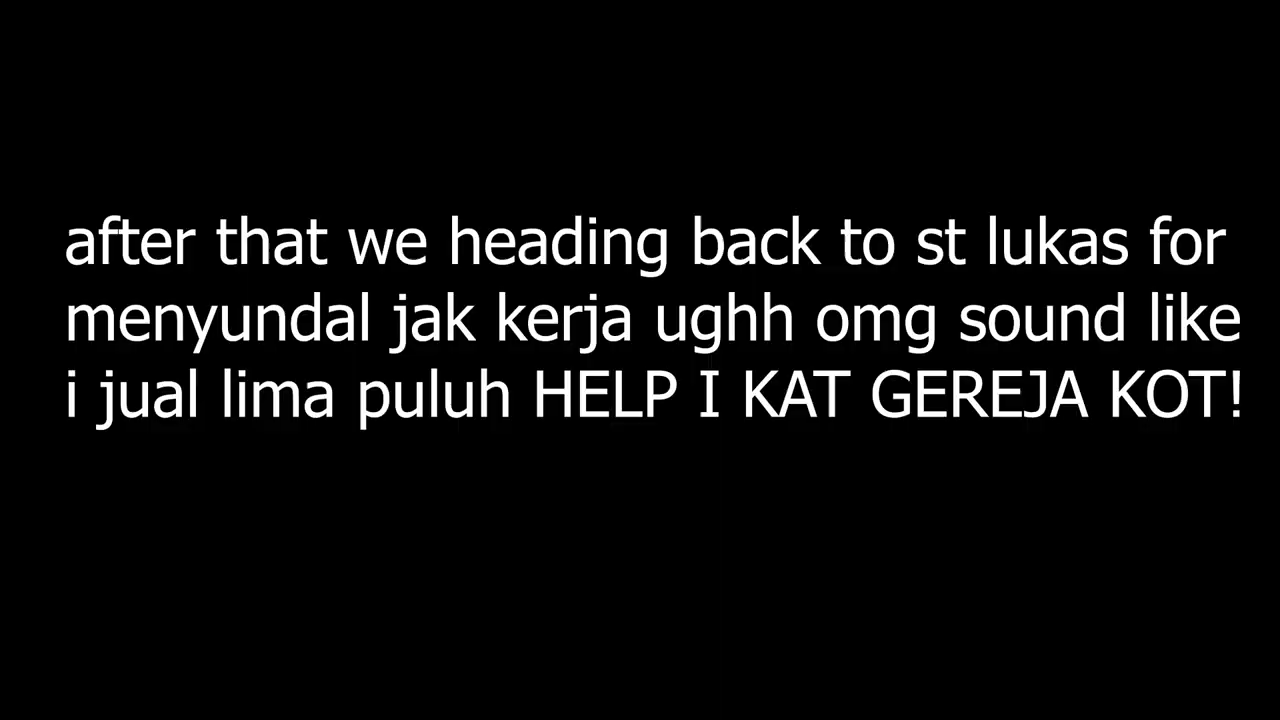 after that we heading back to st lukas for
menyundal jak kerja ughh omg sound like
i jual lima puluh HELP I KAT GEREJA KOT!